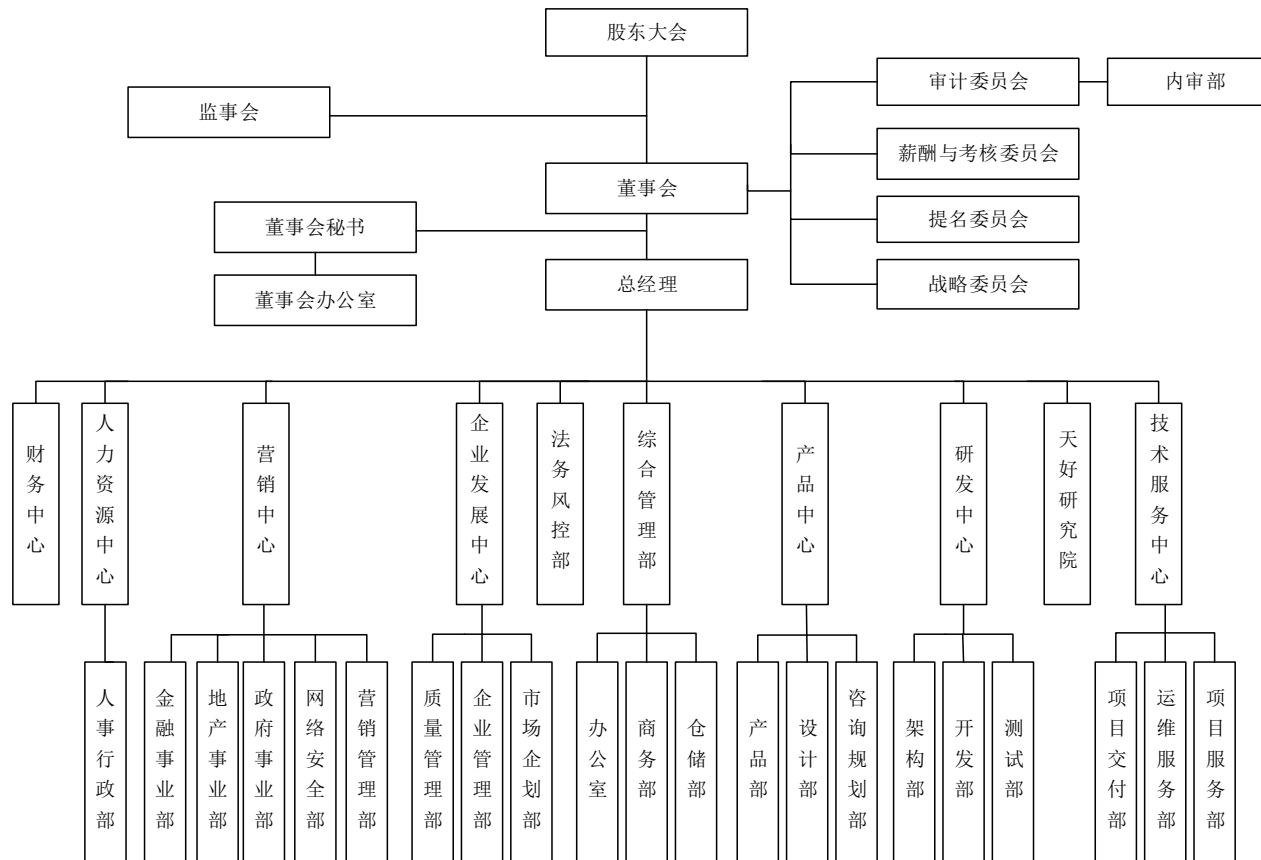 股东大会
审计委员会
内审部
监事会
薪酬与考核委员会
董事会
提名委员会
董事会秘书
总经理
战略委员会
董事会办公室
财务中心
人力资源中心
营销中心
企业发展中心
法务风控部
综合管理部
产品中心
研发中心
天好研究院
技术服务中心
人事行政部
金融事业部
地产事业部
政府事业部
网络安全部
营销管理部
质量管理部
企业管理部
市场企划部
办公室
商务部
仓储部
产品部
设计部
咨询规划部
架构部
开发部
测试部
项目交付部
运维服务部
项目服务部